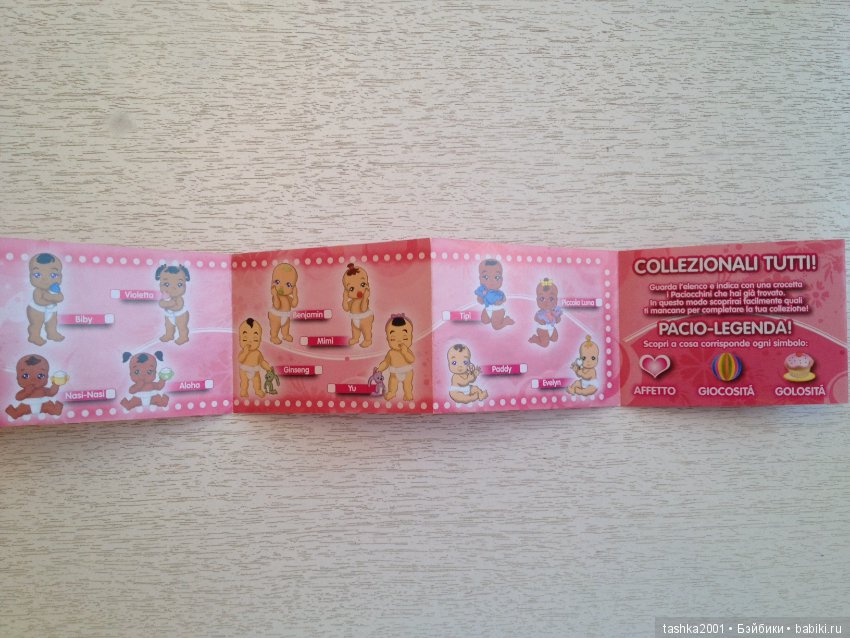 Violetta
Biby
Nasi-Nasi
Aloha
Benjamin
Mimi
Ginseng
Yu
Tipi
Piccola Luna
Paddy
Evelyn
COLLEZIONALI TUTTI!
Guarda l'elenco e indica con una crocetta
i Paciocchini che hai già trovato.
In questo modo scoprirai facilmente quali
ti mancano per completare la tua collezione!
PACIO-LEGENDA!
Scopri a cosa corrisponde ogni simbolo:
AFFETTO
GIOCOSITÁ
GOLOSITÁ
tashka2001 • Бэйбики • babiki.ru